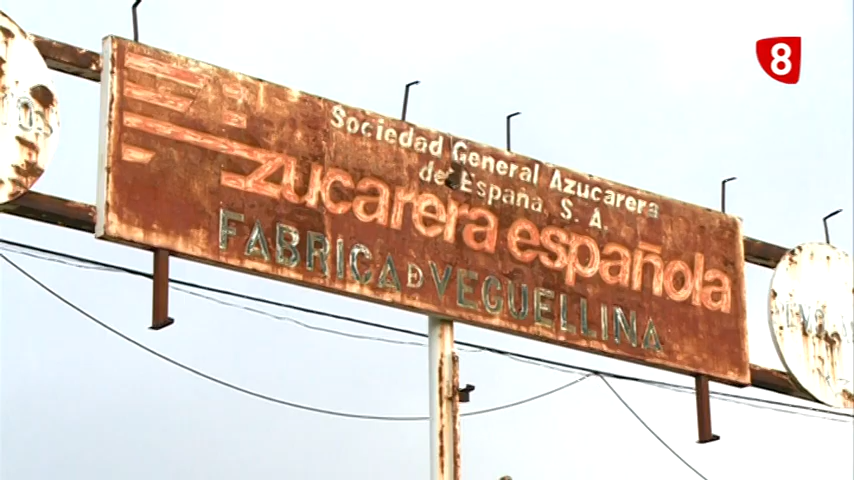 8
Sociedad General Azucarera
de España, S. A.
azucarera española
FABRICA DE VEGUELLINA